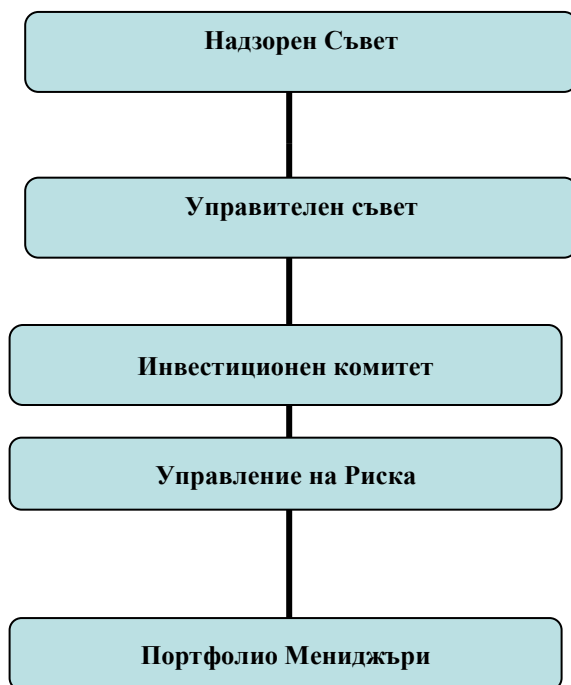 Надзорен Съвет
Управителен съвет
Инвестиционен комитет
Управление на Риска
Портфолио Мениджъри